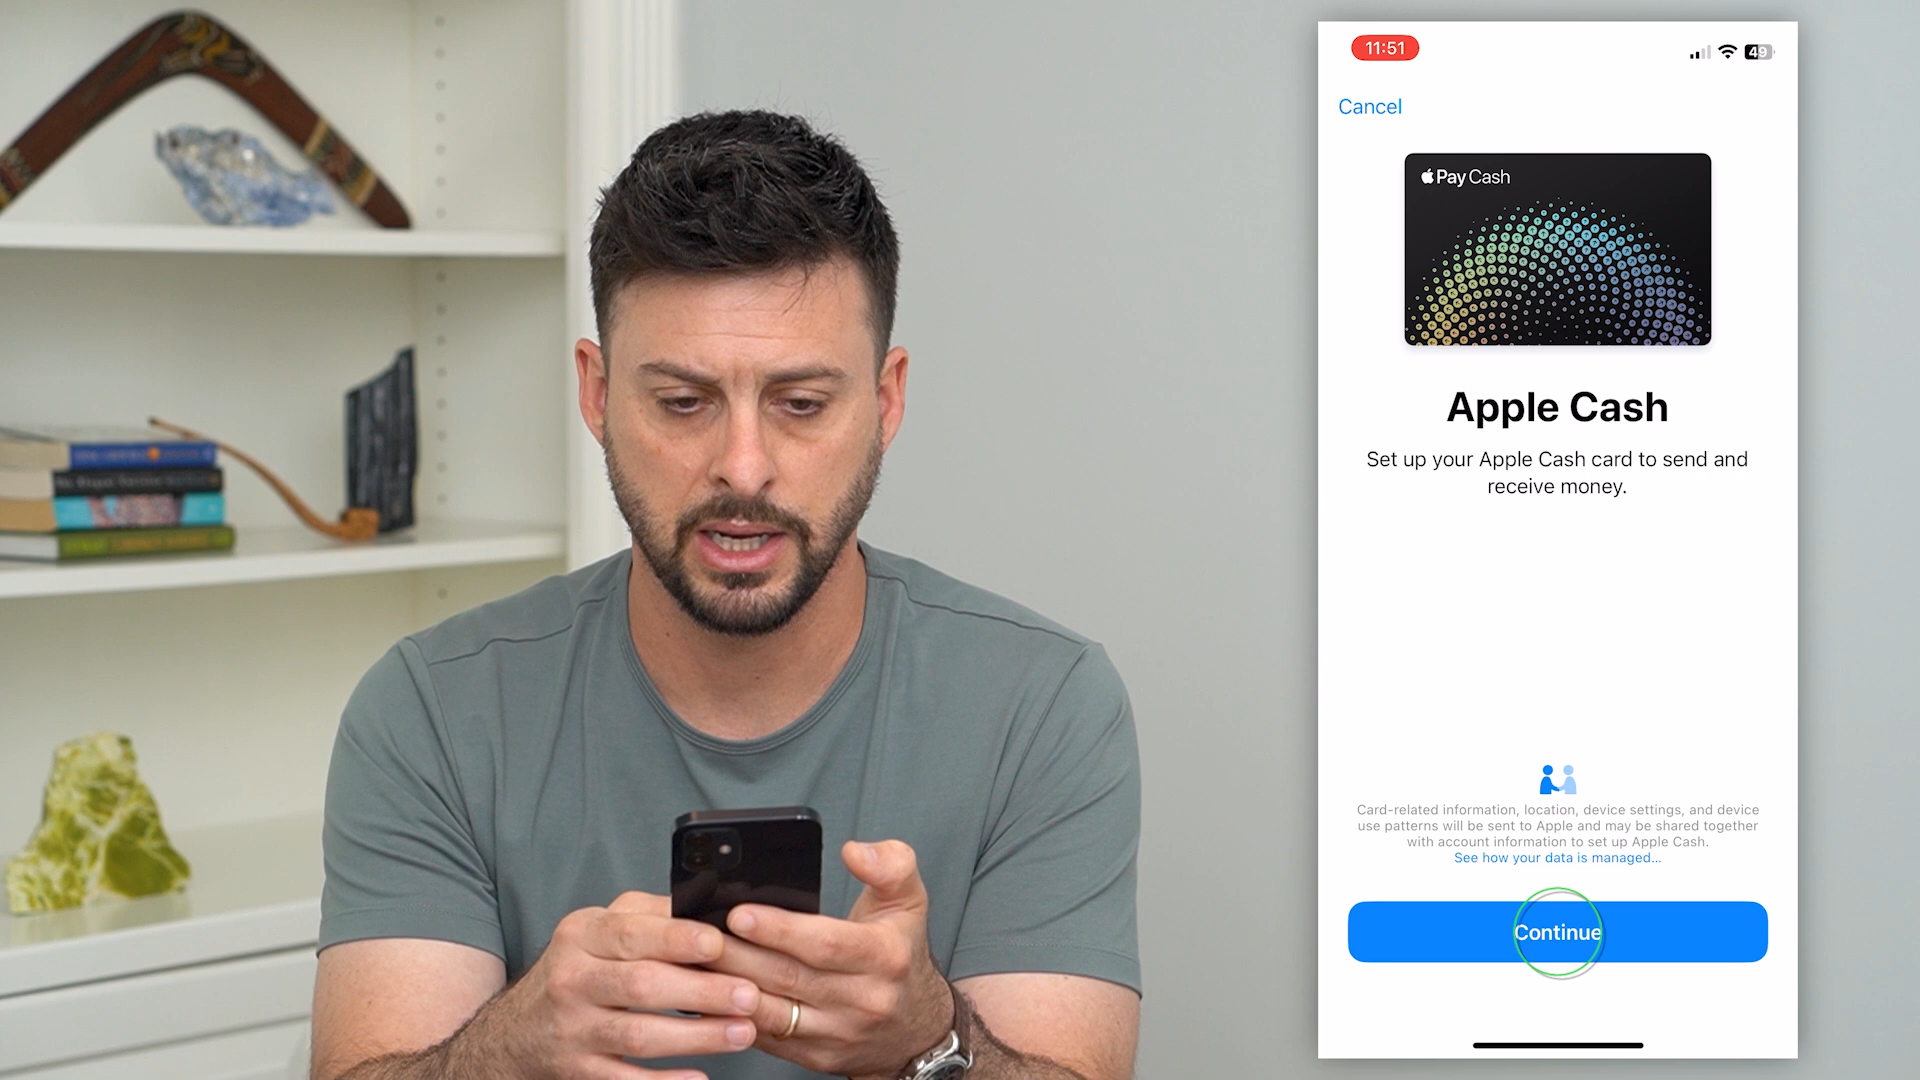 11:51
49
Cancel
Pay Cash
Apple Cash
Set up your Apple Cash card to send and
receive money.
Card-related information, location, device settings, and device
use patterns will be sent to Apple and may be shared together
with account information to set up Apple Cash.
See how your data is managed...
Continue